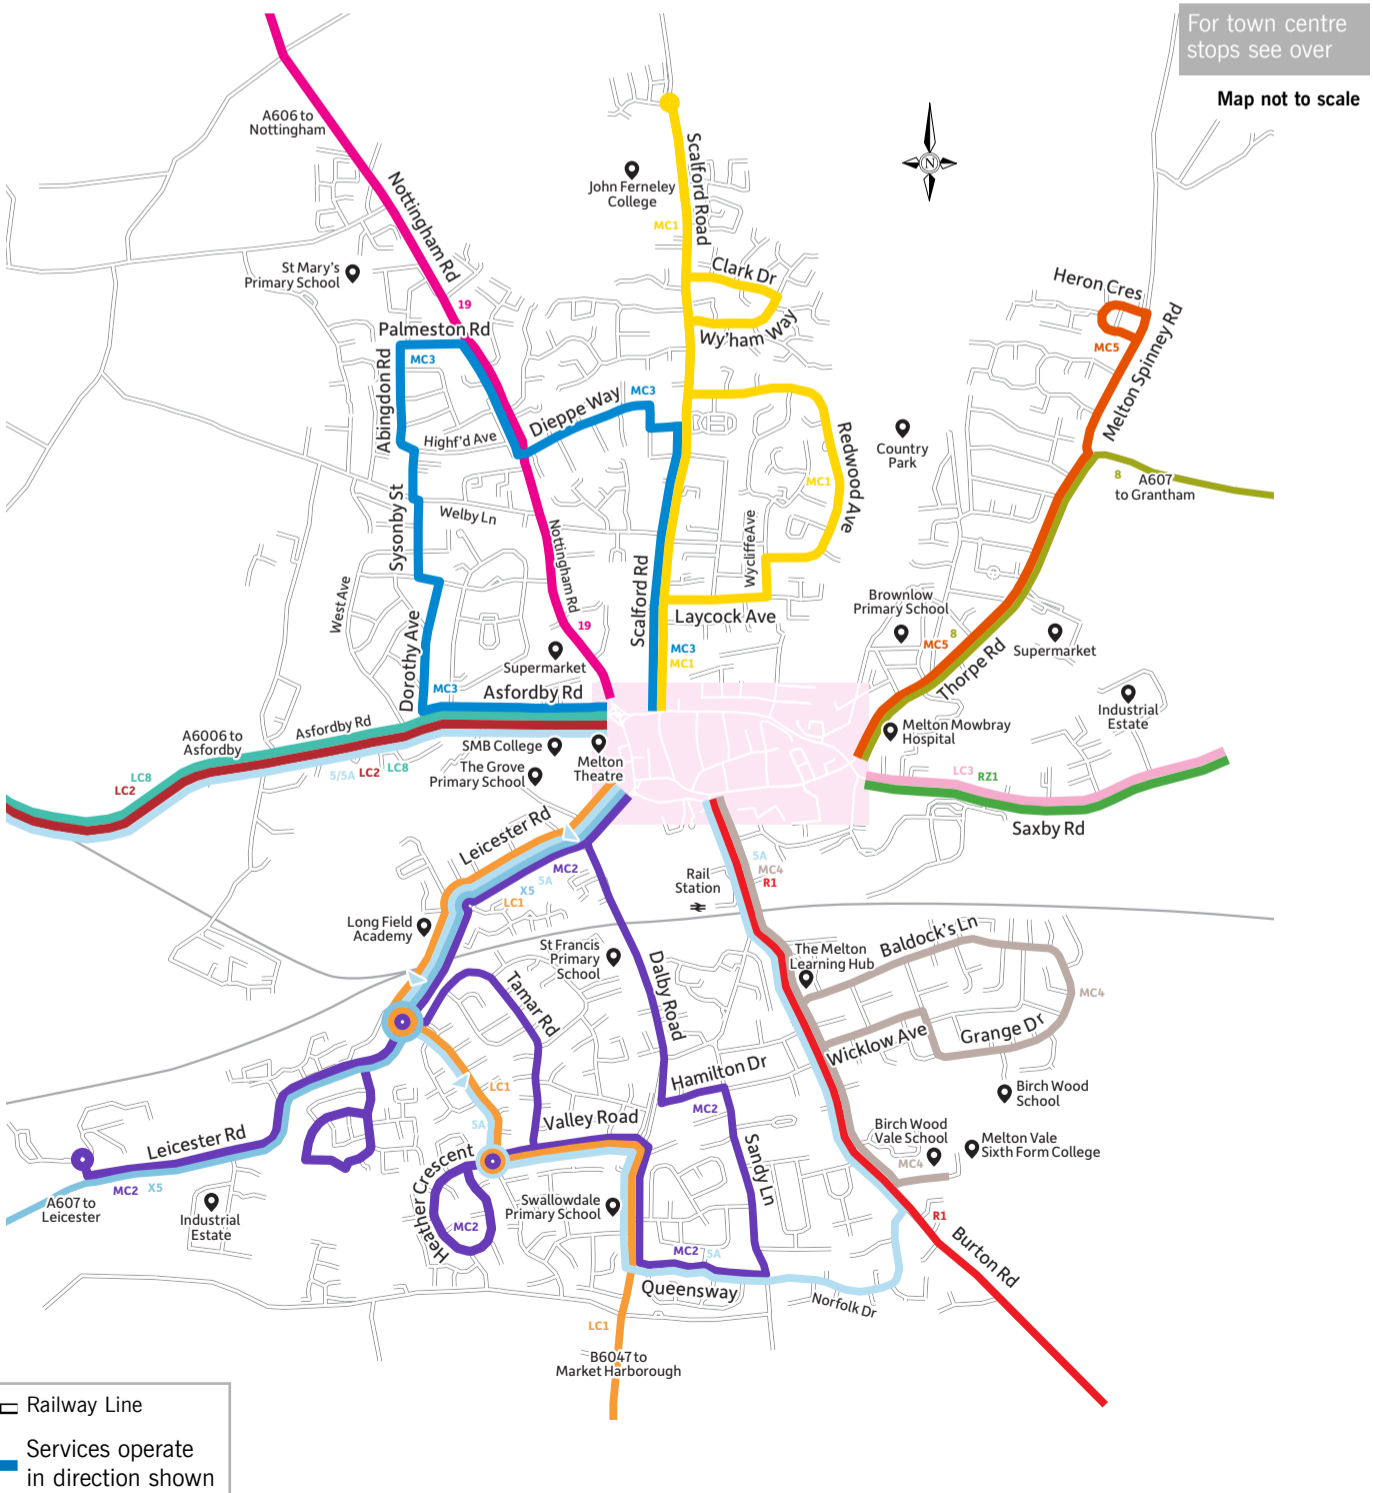 For town centre
stops see over
Map not to scale
A606 to
Nottingham
Nottingham Rd
19
St Mary's
Primary School
John Ferneley
College
MC1
Scalford Road
N
Clark Dr
Wy'ham Way
Heron Cres
MC5
Melton Spinney Rd
Palmeston Rd
MC3
Abingdon Rd
Highf'd Ave
Dieppe Way
MC3
Redwood Ave
MC1
Country
Park
8
A607
to Grantham
Sysonby St
Welby Ln
Nottingham Rd
Wycliffe Ave
Scalford Rd
West Ave
Dorothy Ave
Laycock Ave
Brownlow
Primary School
MC5
8
Thorpe Rd
Supermarket
19
Supermarket
MC3
MC1
MC3
Asfordby Rd
Industrial
Estate
Melton Mowbray
Hospital
A6006 to
Asfordby
Asfordby Rd
SMB College
The Grove
Primary School
Melton
Theatre
LC8
LC2
5/5A
LC2
LC8
LC3
RZ1
Saxby Rd
Leicester Rd
MC2
5A
X5
LC1
5A
MC4
R1
Rail
Station
Long Field
Academy
St Francis
Primary
School
The Melton
Learning Hub
Baldock's Ln
MC4
Tamar Rd
Dalby Road
Wicklow Ave
Grange Dr
Hamilton Dr
MC2
LC1
5A
Birch Wood
School
Valley Road
Birch Wood
Vale School
Melton Vale
Sixth Form College
MC4
Leicester Rd
MC2
X5
A607 to
Leicester
Industrial
Estate
Heather Crescent
MC2
Swallowdale
Primary School
Sandy Ln
R1
Burton Rd
MC2
5A
Queensway
Norfolk Dr
LC1
B6047 to
Market Harborough
Railway Line
Services operate
in direction shown